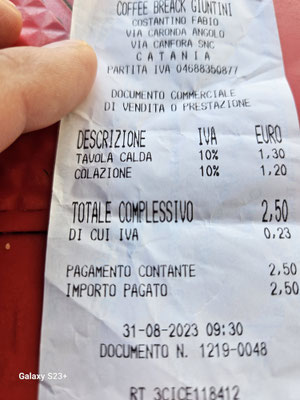 COFFEE BREACK GIUNTINI
COSTANTINO FABIO
VIA CARONDA ANGOLO
VIA CANFORA SNC
CATANIA
PARTITA IVA 04688350877
DOCUMENTO COMMERCIALE
DI VENDITA O PRESTAZIONE
DESCRIZIONE IVA EURO
TAVOLA CALDA 10% 1,30
COLAZIONE 10% 1,20
TOTALE COMPLESSIVO 2,50
DI CUI IVA 0,23
PAGAMENTO CONTANTE 2,50
IMPORTO PAGATO 2,50
31-08-2023 09:30
DOCUMENTO N. 1219-0048
Galaxy S23+
RT 3CICE118412